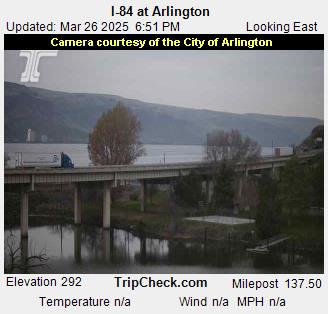 I-84 at Arlington
Updated: Mar 26 2025 6:51 PM Looking East
Camera courtesy of the City of Arlington
Elevation 292 TripCheck.com Milepost 137.50
Temperature n/a Wind n/a MPH n/a